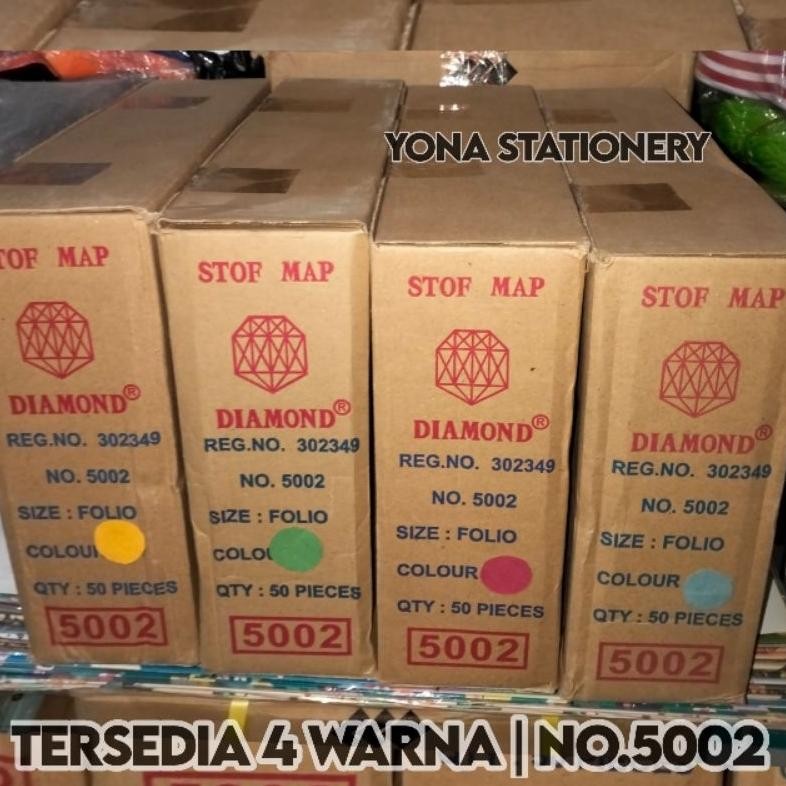 YONA STATIONERY
TOF MAP
DIAMOND®
REG.NO. 302349
NO. 5002
SIZE : FOLIO
COLOU
QTY : 50 PIECES
5002
STOF MAP
DIAMOND®
REG.NO. 302349
NO. 5002
SIZE : FOLIO
COLOU
QTY : 50 PIECES
5002
STOF MAP
DIAMOND®
REG.NO. 302349
NO. 5002
SIZE : FOLIO
COLOUR
QTY : 50 PIECES
5002
STOF MAP
DIAMOND®
REG.NO. 302349
NO. 5002
SIZE : FOLIO
COLOUR
QTY : 50 PIECES
5002
TERSEDIA 4 WARNA | NO.5002